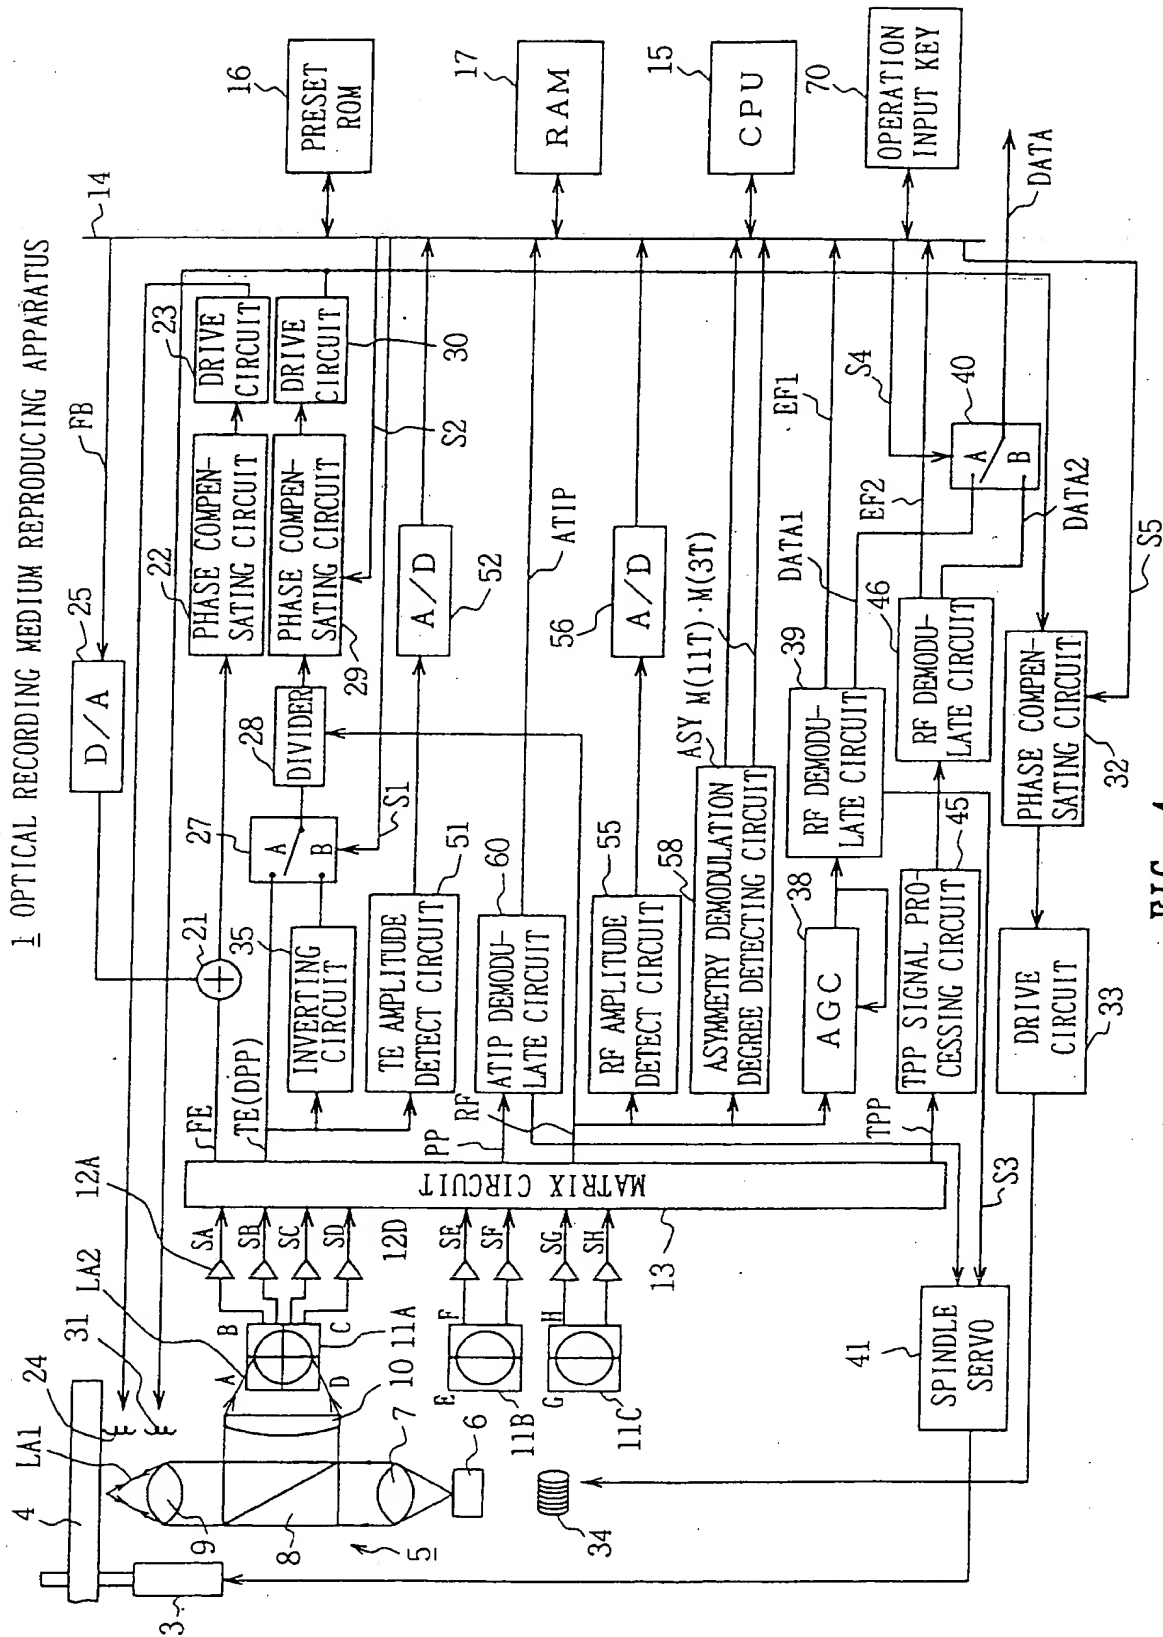 1 OPTICAL RECORDING MEDIUM REPRODUCING APPARATUS
14
16
PRESET
ROM
17
RAM
15
CPU
70
OPERATION
INPUT KEY
DATA
FB
25
D/A
23
DRIVE
CIRCUIT
DRIVE
CIRCUIT
30
S2
22
PHASE COMPEN-
SATING CIRCUIT
PHASE COMPEN-
SATING CIRCUIT
29
A/D
52
ATIP
A/D
56
ASY
M(11T)·M(3T)
EF1
S4
40
A
B
DATA1
EF2
DATA2
S5
21
27
A
B
28
DIVIDER
S1
35
INVERTING
CIRCUIT
51
TE AMPLITUDE
DETECT CIRCUIT
60
ATIP DEMODU-
LATE CIRCUIT
55
RF AMPLITUDE
DETECT CIRCUIT
58
ASYMMETRY DEMODULATION
DEGREE DETECTING CIRCUIT
38
AGC
39
RF DEMODU-
LATE CIRCUIT
46
RF DEMODU-
LATE CIRCUIT
45
TPP SIGNAL PRO-
CESSING CIRCUIT
PHASE COMPEN-
SATING CIRCUIT
32
DRIVE
CIRCUIT
33
FE
TE(DPP)
PP
RF
TPP
S3
MATRIX CIRCUIT
13
12A
SA
SB
SC
SD
12D
SE
SF
SG
SH
LA2
A
B
C
D
11A
E
F
11B
G
H
11C
41
SPINDLE
SERVO
31
24
LA1
4
9
8
10
7
6
5
34
3